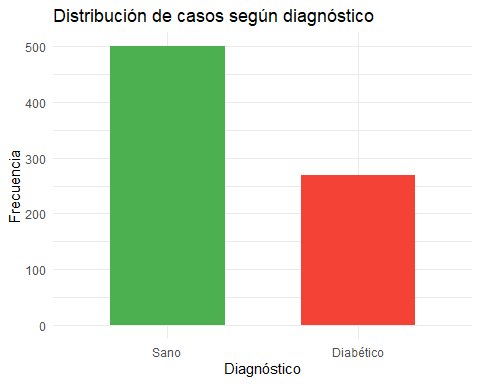 Distribución de casos según diagnóstico
500
400
300
200
100
0
Frecuencia
Sano
Diabético
Diagnóstico